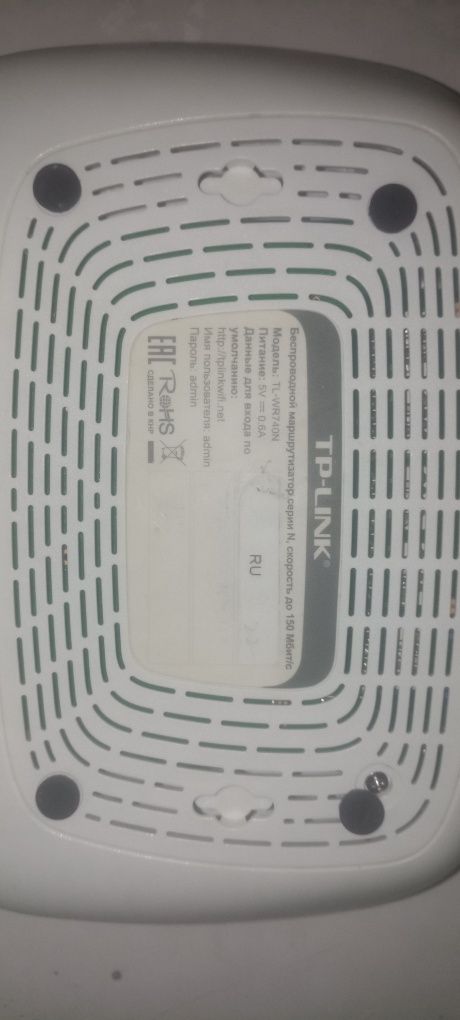 TP-LINK®
Беспроводной маршрутизатор серии N, скорость до 150 Мбит/с
Модель: TL-WR740N
Питание: 5V ⎓ 0.6A
Данные для входа по
умолчанию:
http://tplinkwifi.net
Имя пользователя: admin
Пароль: admin
RU
EAC RoHS
СДЕЛАНО В КНР